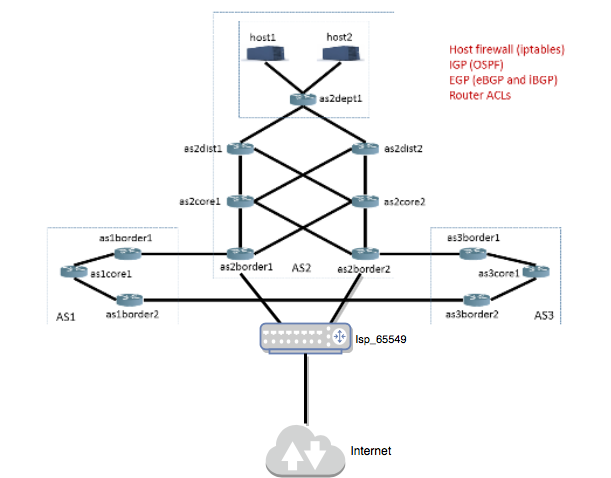 host1
host2
Host firewall (iptables)
IGP (OSPF)
EGP (eBGP and iBGP)
Router ACLs
as2dept1
as2dist1
as2dist2
as2core1
as2core2
as1border1
as3border1
as2border1
AS2
as2border2
as1core1
as3core1
AS1
as1border2
as3border2
AS3
Isp_65549
Internet